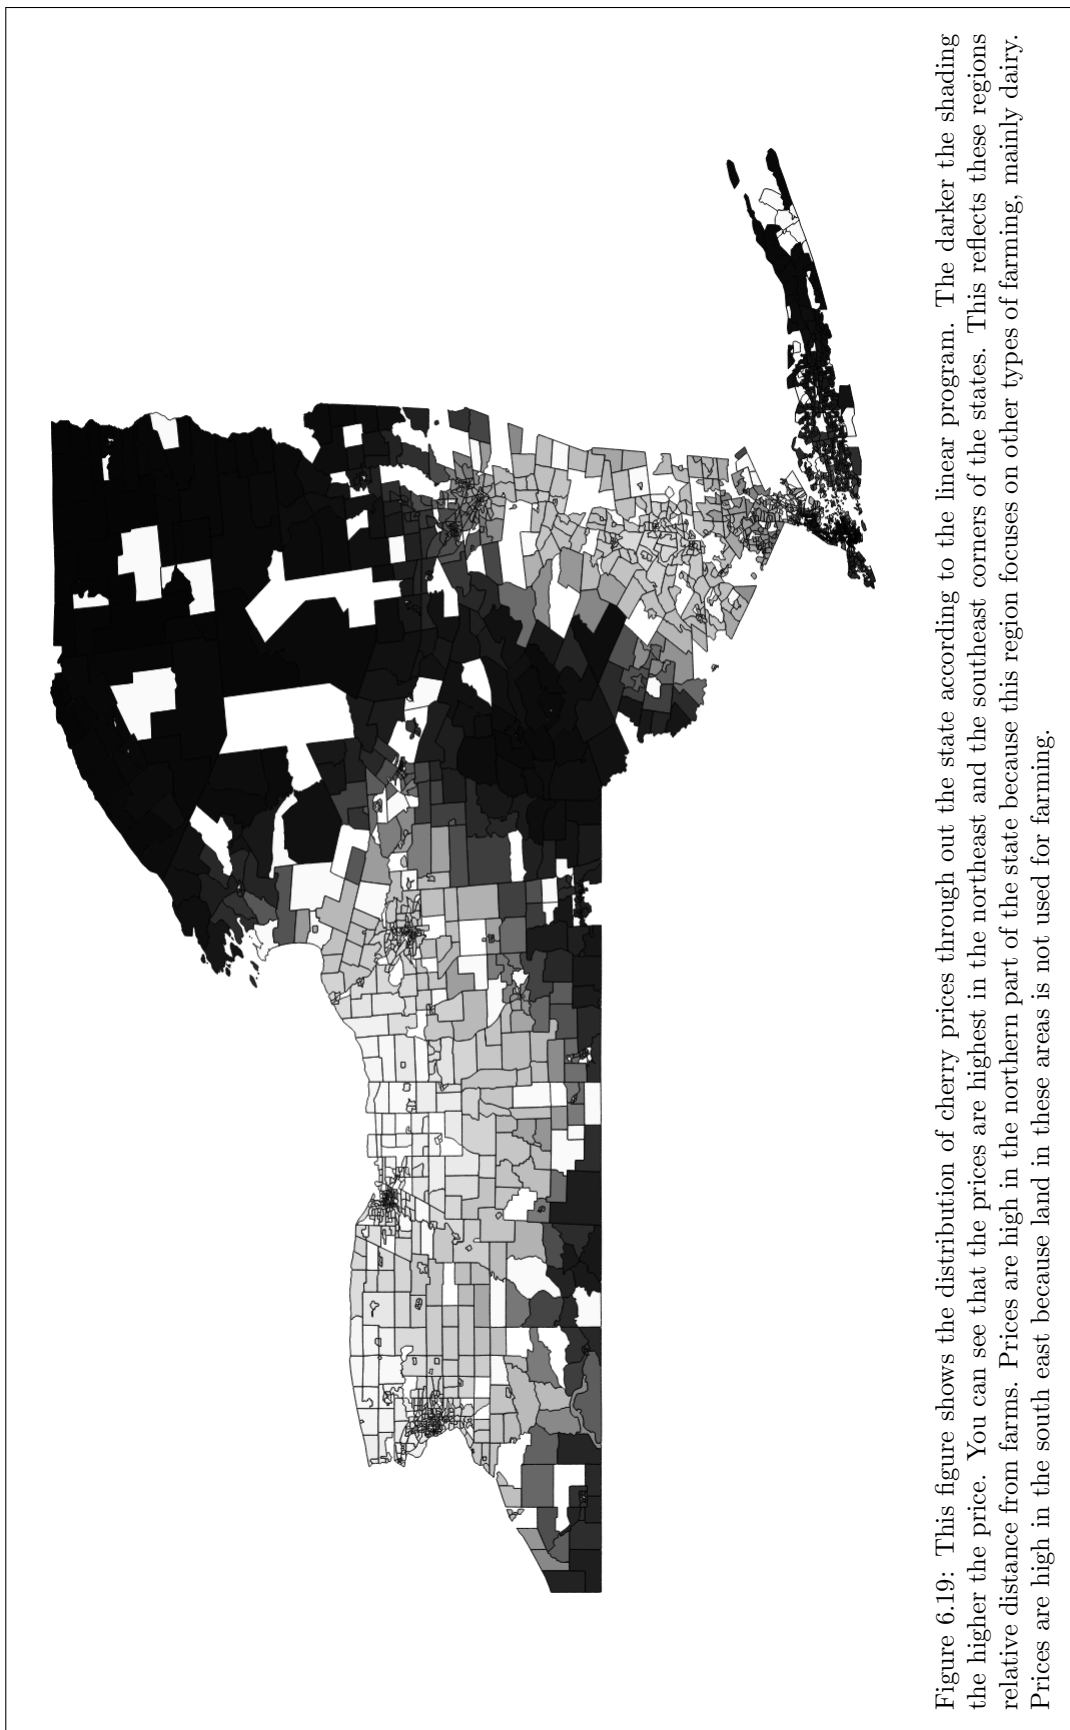 Figure 6.19: This figure shows the distribution of cherry prices through out the state according to the linear program. The darker the shading
the higher the price. You can see that the prices are highest in the northeast and the southeast corners of the states. This reflects these regions
relative distance from farms. Prices are high in the northern part of the state because this region focuses on other types of farming, mainly dairy.
Prices are high in the south east because land in these areas is not used for farming.